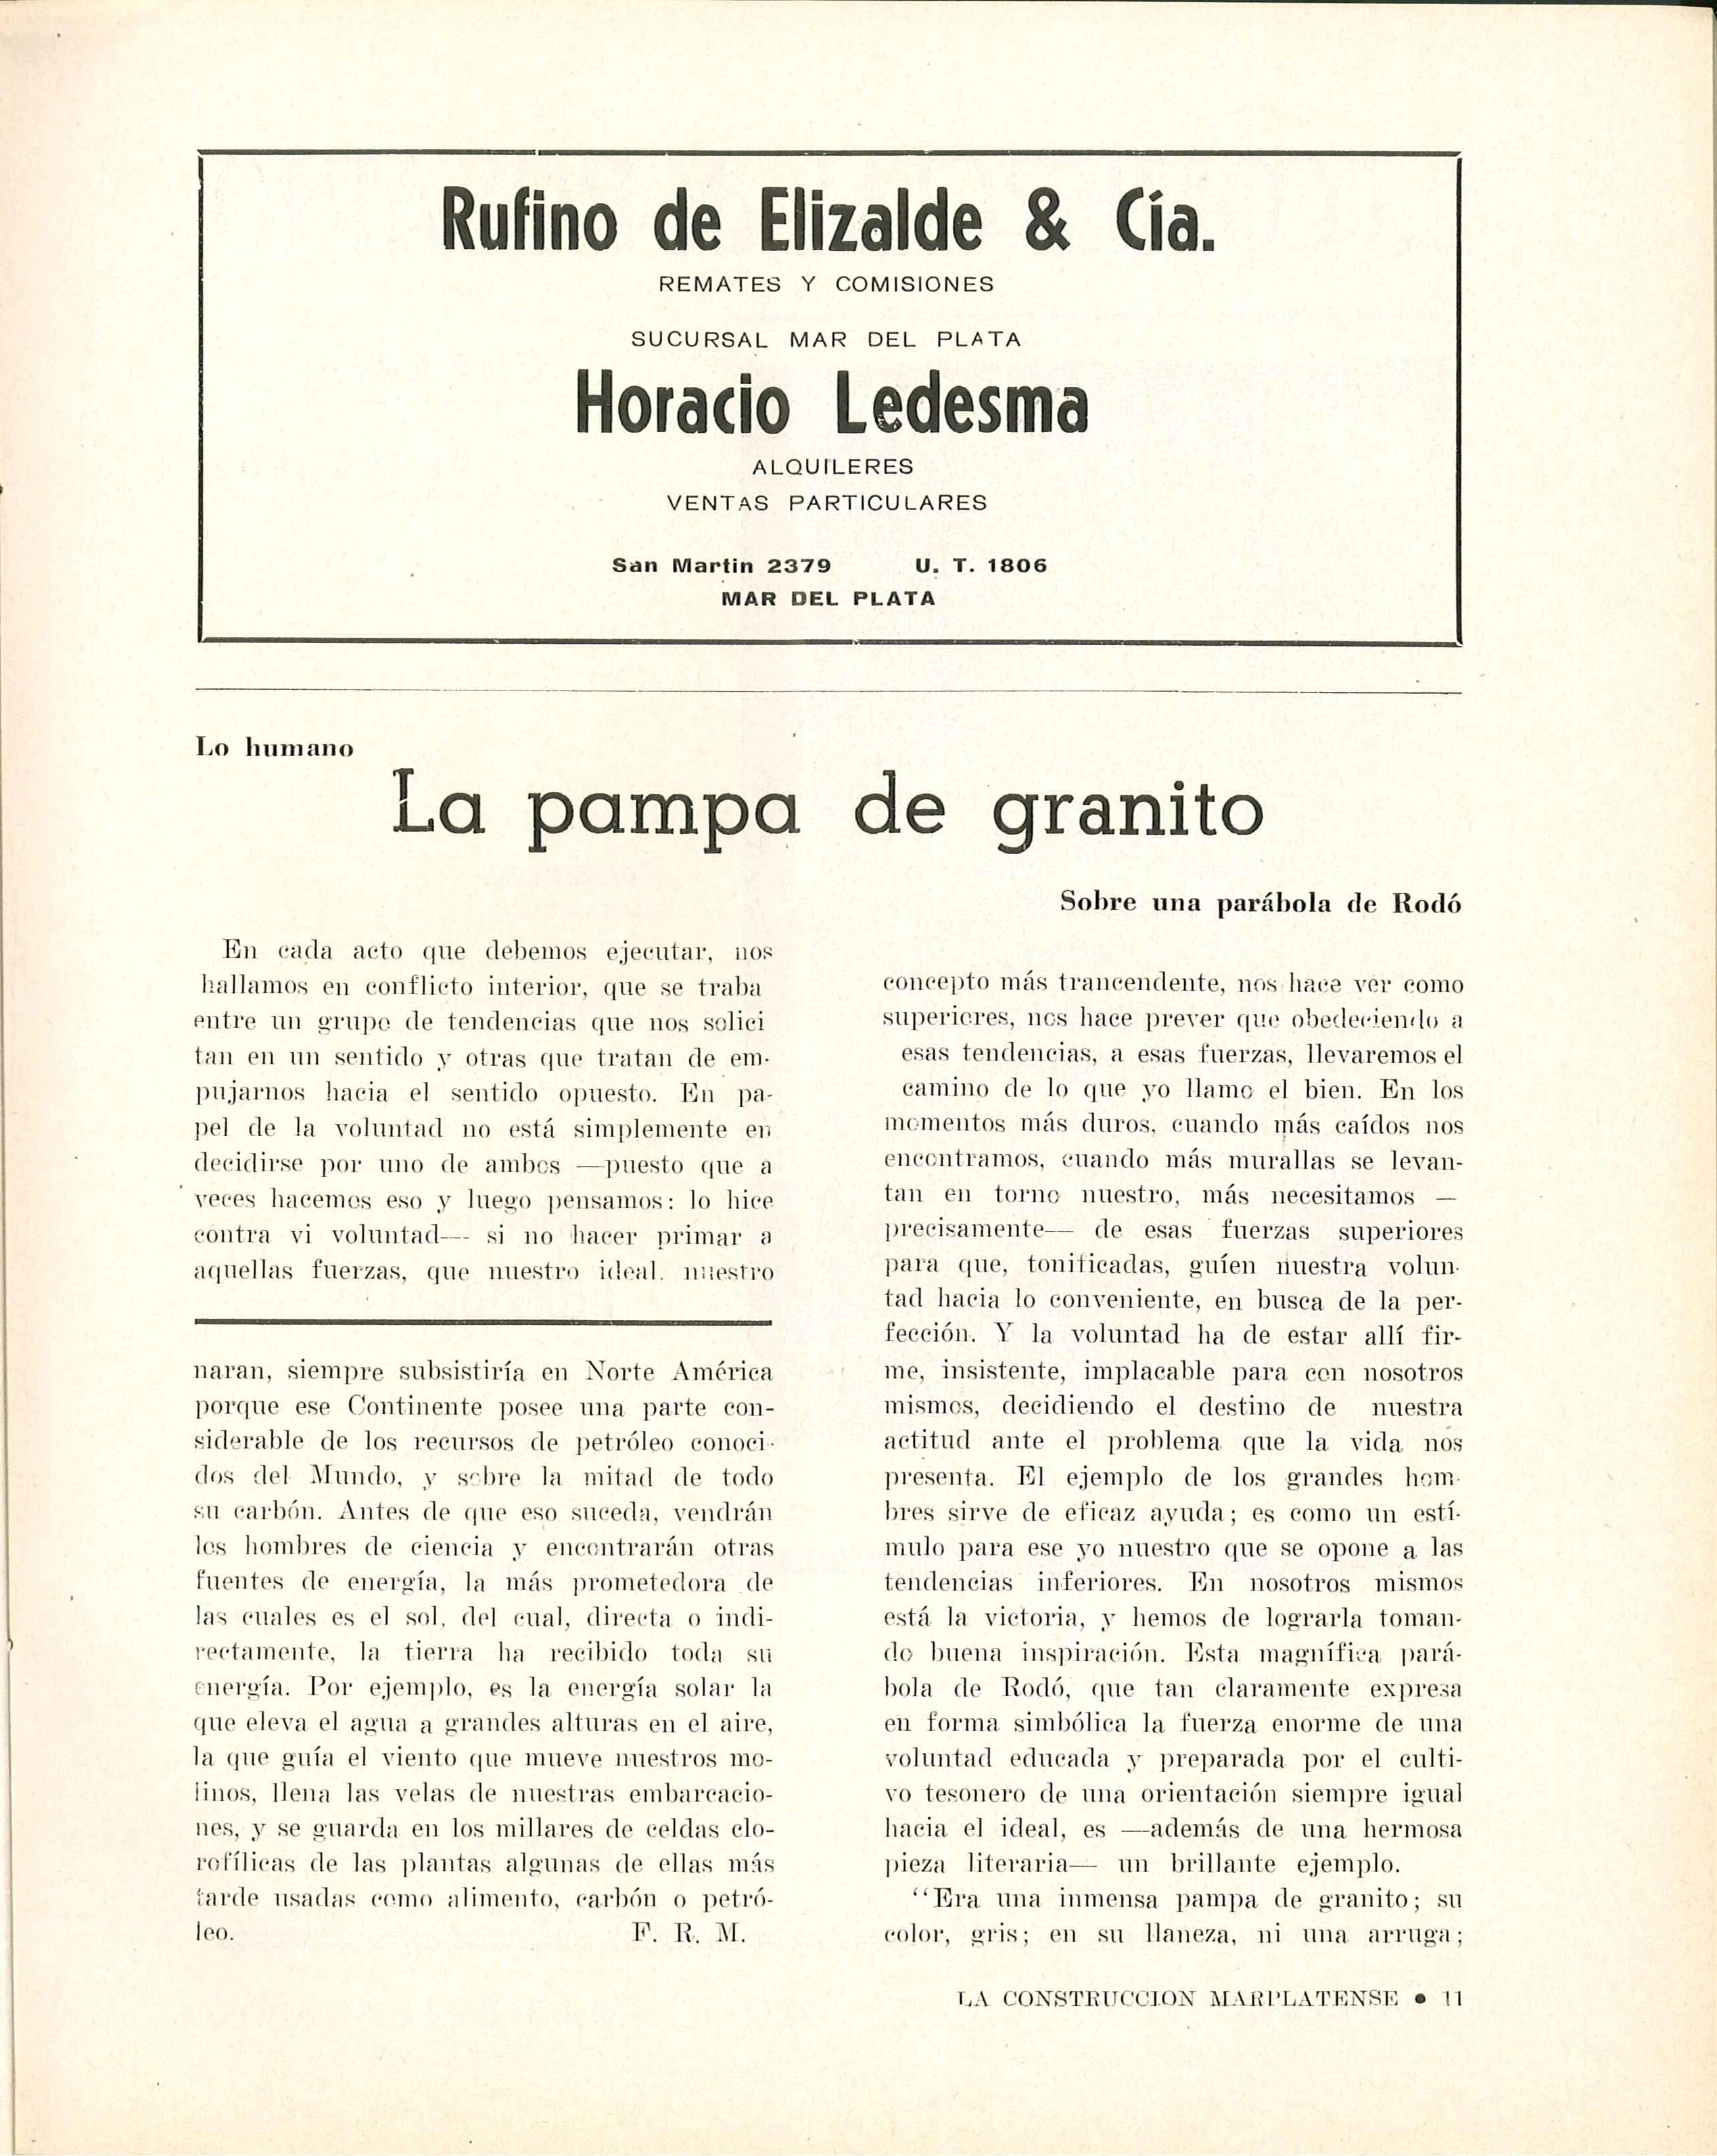 Rufino de Elizalde & Cía.
REMATES Y COMISIONES
SUCURSAL MAR DEL PLATA
Horacio Ledesma
ALQUILERES
VENTAS PARTICULARES
San Martin 2379 U. T. 1806
MAR DEL PLATA
Lo humano
La pampa de granito
Sobre una parábola de Rodó
En cada acto que debemos ejecutar, nos
hallamos en conflicto interior, que se traba
entre un grupo de tendencias que nos solici
tan en un sentido y otras que tratan de em-
pujarnos hacia el sentido opuesto. En pa-
pel de la voluntad no está simplemente en
decidirse por uno de ambos —puesto que a
veces hacemos eso y luego pensamos: lo hice
contra vi voluntad— si no hacer primar a
aquellas fuerzas, que nuestro ideal. nuestro
concepto más trancendente, nos hace ver como
superiores, nos hace prever que obedeciendo a
esas tendencias, a esas fuerzas, llevaremos el
camino de lo que yo llamo el bien. En los
momentos más duros, cuando más caídos nos
encontramos, cuando más murallas se levan-
tan en torno nuestro, más necesitamos —
precisamente— de esas fuerzas superiores
para que, tonificadas, guíen nuestra volun-
tad hacia lo conveniente, en busca de la per-
fección. Y la voluntad ha de estar allí fir-
me, insistente, implacable para con nosotros
mismos, decidiendo el destino de nuestra
actitud ante el problema que la vida nos
presenta. El ejemplo de los grandes hom-
bres sirve de eficaz ayuda; es como un estí-
mulo para ese yo nuestro que se opone a las
tendencias inferiores. En nosotros mismos
está la victoria, y hemos de lograrla toman-
do buena inspiración. Esta magnífica pará-
bola de Rodó, que tan claramente expresa
en forma simbólica la fuerza enorme de una
voluntad educada y preparada por el culti-
vo tesonero de una orientación siempre igual
hacia el ideal, es —además de una hermosa
pieza literaria— un brillante ejemplo.
"Era una inmensa pampa de granito; su
color, gris; en su llaneza, ni una arruga;
naran, siempre subsistiría en Norte América
porque ese Continente posee una parte con-
siderable de los recursos de petróleo conoci-
dos del Mundo, y sobre la mitad de todo
su carbón. Antes de que eso suceda, vendrán
los hombres de ciencia y encontrarán otras
fuentes de energía, la más prometedora de
las cuales es el sol, del cual, directa o indi-
rectamente, la tierra ha recibido toda su
energía. Por ejemplo, es la energía solar la
que eleva el agua a grandes alturas en el aire,
la que guía el viento que mueve nuestros mo-
linos, llena las velas de nuestras embarcacio-
nes, y se guarda en los millares de celdas clo-
rofílicas de las plantas algunas de ellas más
tarde usadas como alimento, carbón o petró-
leo. F. R. M.
LA CONSTRUCCION MARPLATENSE • 11